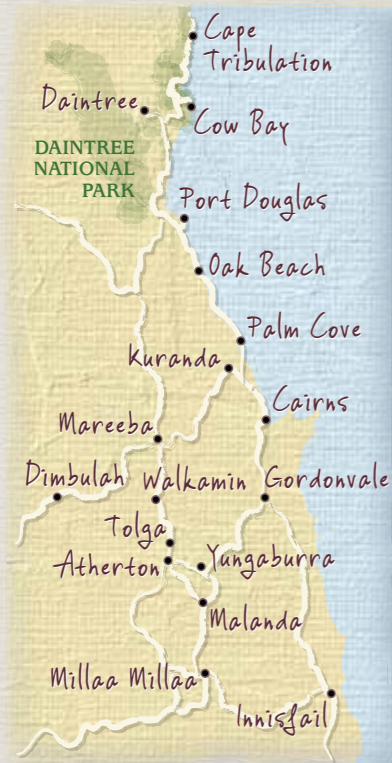 Cape
Tribulation
Daintree
Cow Bay
DAINTREE
NATIONAL
PARK
Port Douglas
Oak Beach
Palm Cove
Kuranda
Cairns
Mareeba
Dimbulah
Walkamin
Gordonvale
Tolga
Atherton
Yungaburra
Malanda
Millaa Millaa
Innisfail